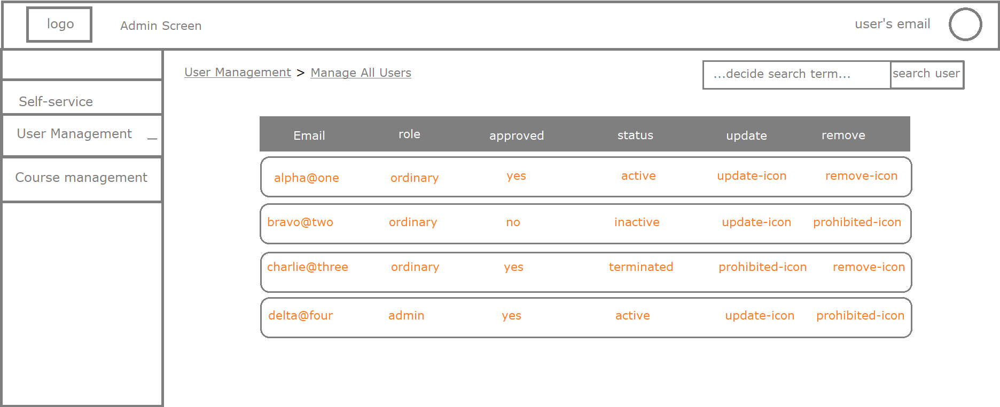 logo
Admin Screen
user's email
User Management > Manage All Users
...decide search term...
search user
Self-service
User Management _
Course management
Email role approved status update remove
alpha@one ordinary yes active update-icon remove-icon
bravo@two ordinary no inactive update-icon prohibited-icon
charlie@three ordinary yes terminated prohibited-icon remove-icon
delta@four admin yes active update-icon prohibited-icon